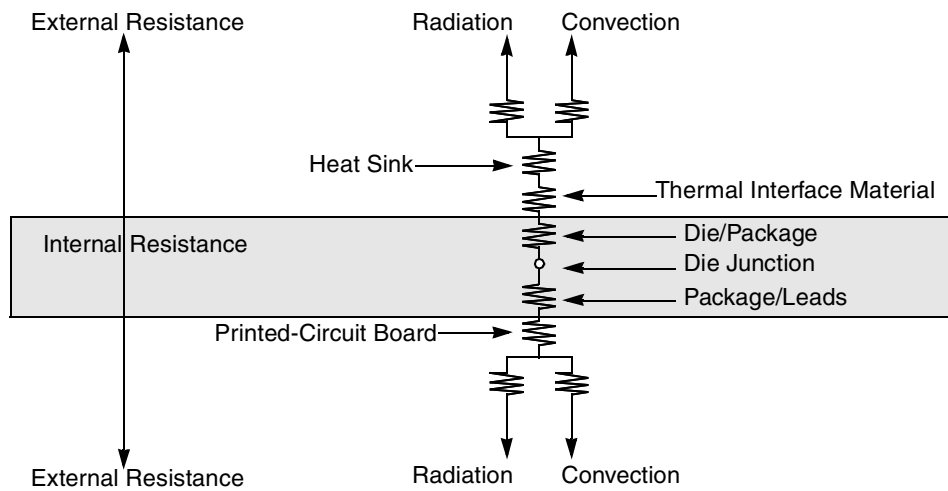 External Resistance
Radiation
Convection
Heat Sink
Thermal Interface Material
Internal Resistance
Die/Package
Die Junction
Package/Leads
Printed-Circuit Board
External Resistance
Radiation
Convection